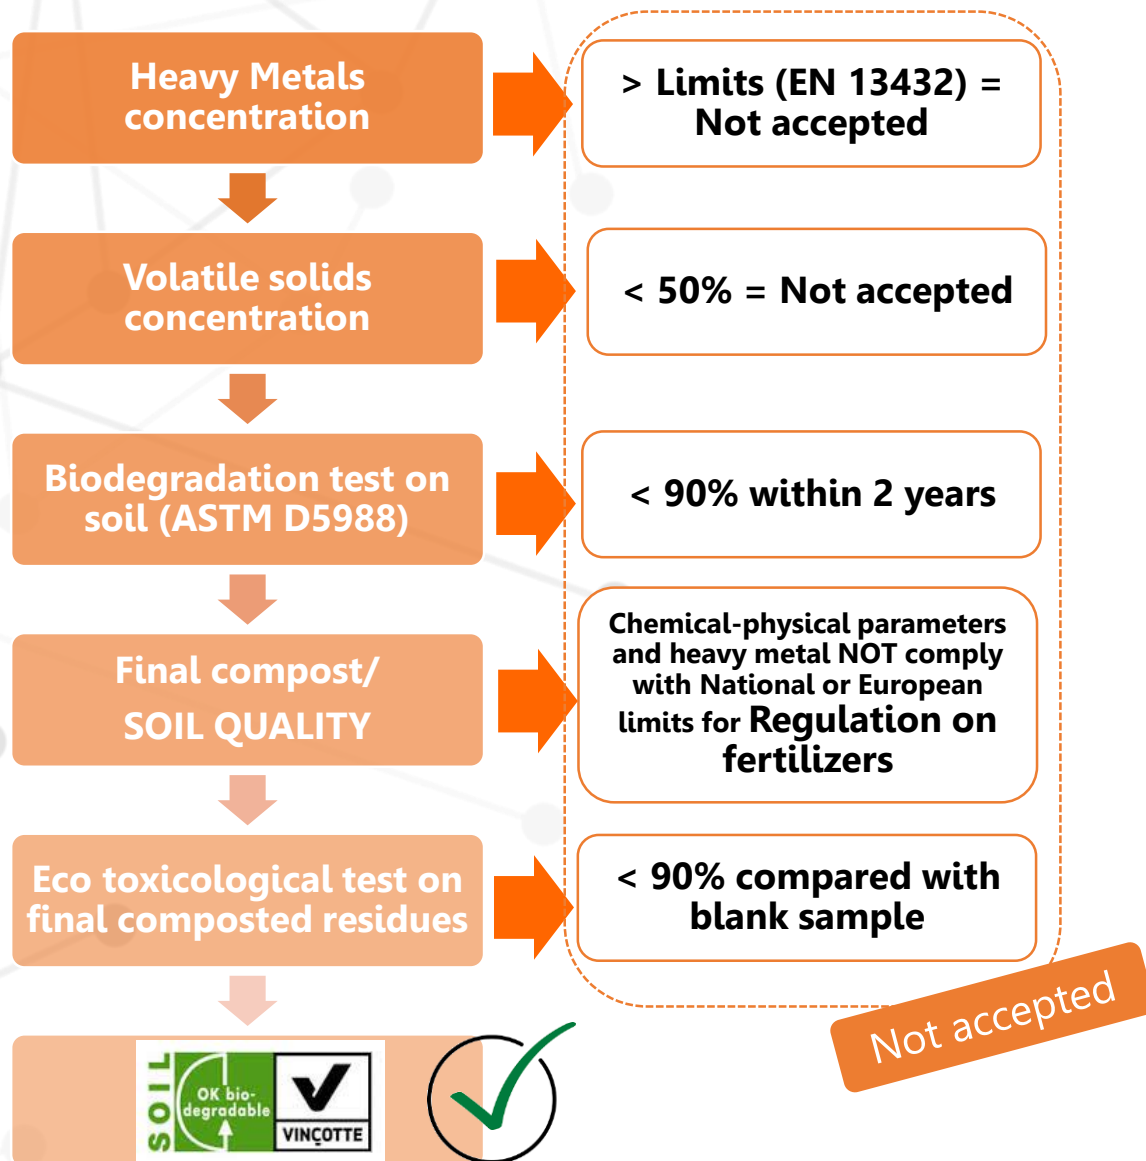 Heavy Metals
concentration
> Limits (EN 13432) =
Not accepted
Volatile solids
concentration
< 50% = Not accepted
Biodegradation test on
soil (ASTM D5988)
< 90% within 2 years
Final compost/
SOIL QUALITY
Chemical-physical parameters
and heavy metal NOT comply
with National or European
limits for Regulation on
fertilizers
Eco toxicological test on
final composted residues
< 90% compared with
blank sample
Not accepted
SOIL
OK bio-
degradable
VINÇOTTE